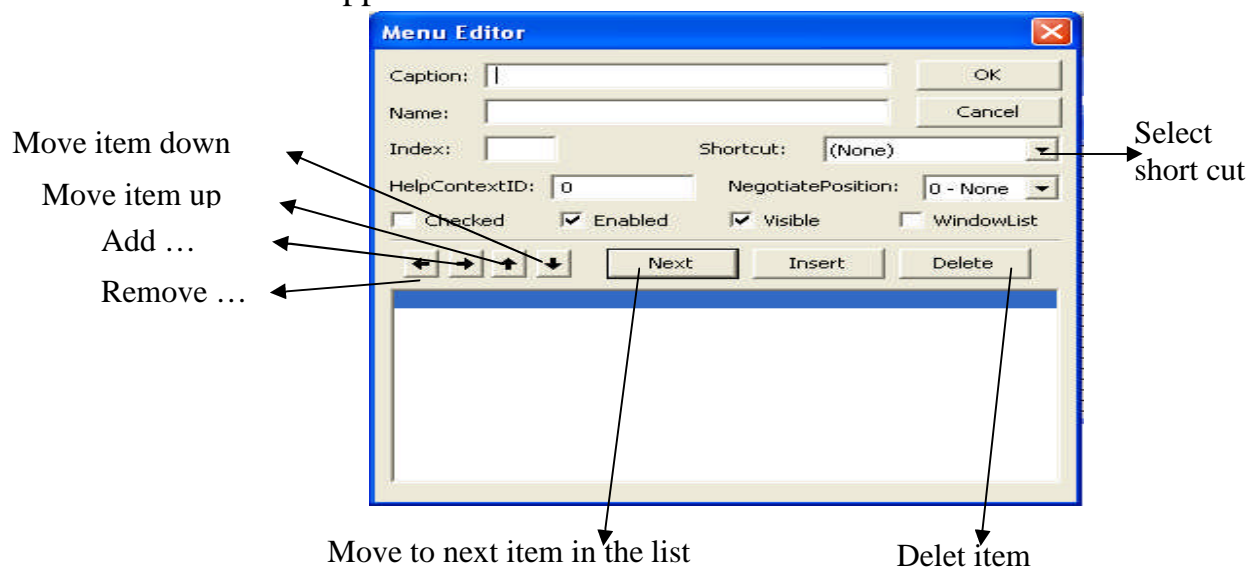 pp
Menu Editor
Caption:
OK
Name:
Cancel
Move item down
Index:
Shortcut: (None)
Select
short cut
Move item up
HelpContextID: 0
NegotiatePosition: 0 - None
Checked Enabled Visible WindowList
Add …
Next Insert Delete
Remove …
Move to next item in the list
Delet item